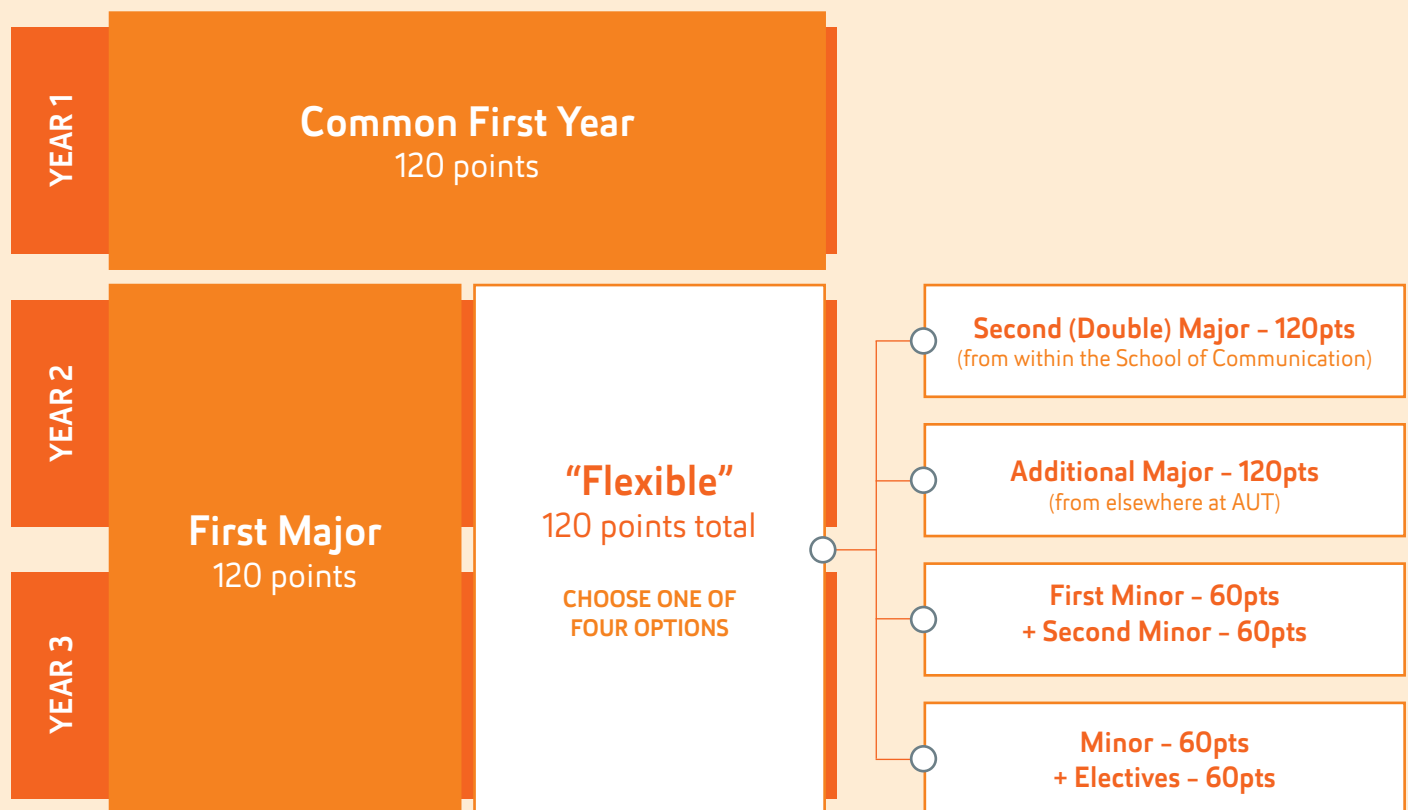 YEAR 1
Common First Year
120 points
YEAR 2
YEAR 3
First Major
120 points
“Flexible”
120 points total
CHOOSE ONE OF
FOUR OPTIONS
Second (Double) Major – 120pts
(from within the School of Communication)
Additional Major – 120pts
(from elsewhere at AUT)
First Minor – 60pts
+ Second Minor – 60pts
Minor – 60pts
+ Electives – 60pts